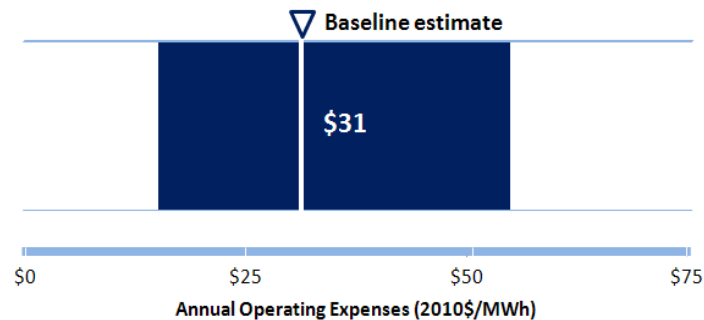 Baseline estimate
$31
$0 $25 $50 $75
Annual Operating Expenses (2010$/MWh)